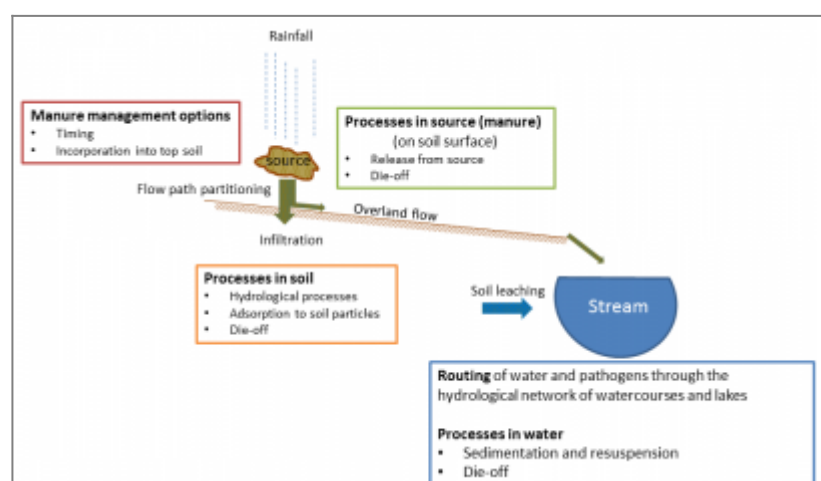 Rainfall
Manure management options
• Timing
• Incorporation into top soil
Processes in source (manure)
(on soil surface)
• Release from source
• Die-off
source
Flow path partitioning
Overland flow
Infiltration
Processes in soil
• Hydrological processes
• Adsorption to soil particles
• Die-off
Soil leaching
Stream
Routing of water and pathogens through the
hydrological network of watercourses and lakes
Processes in water
• Sedimentation and resuspension
• Die-off